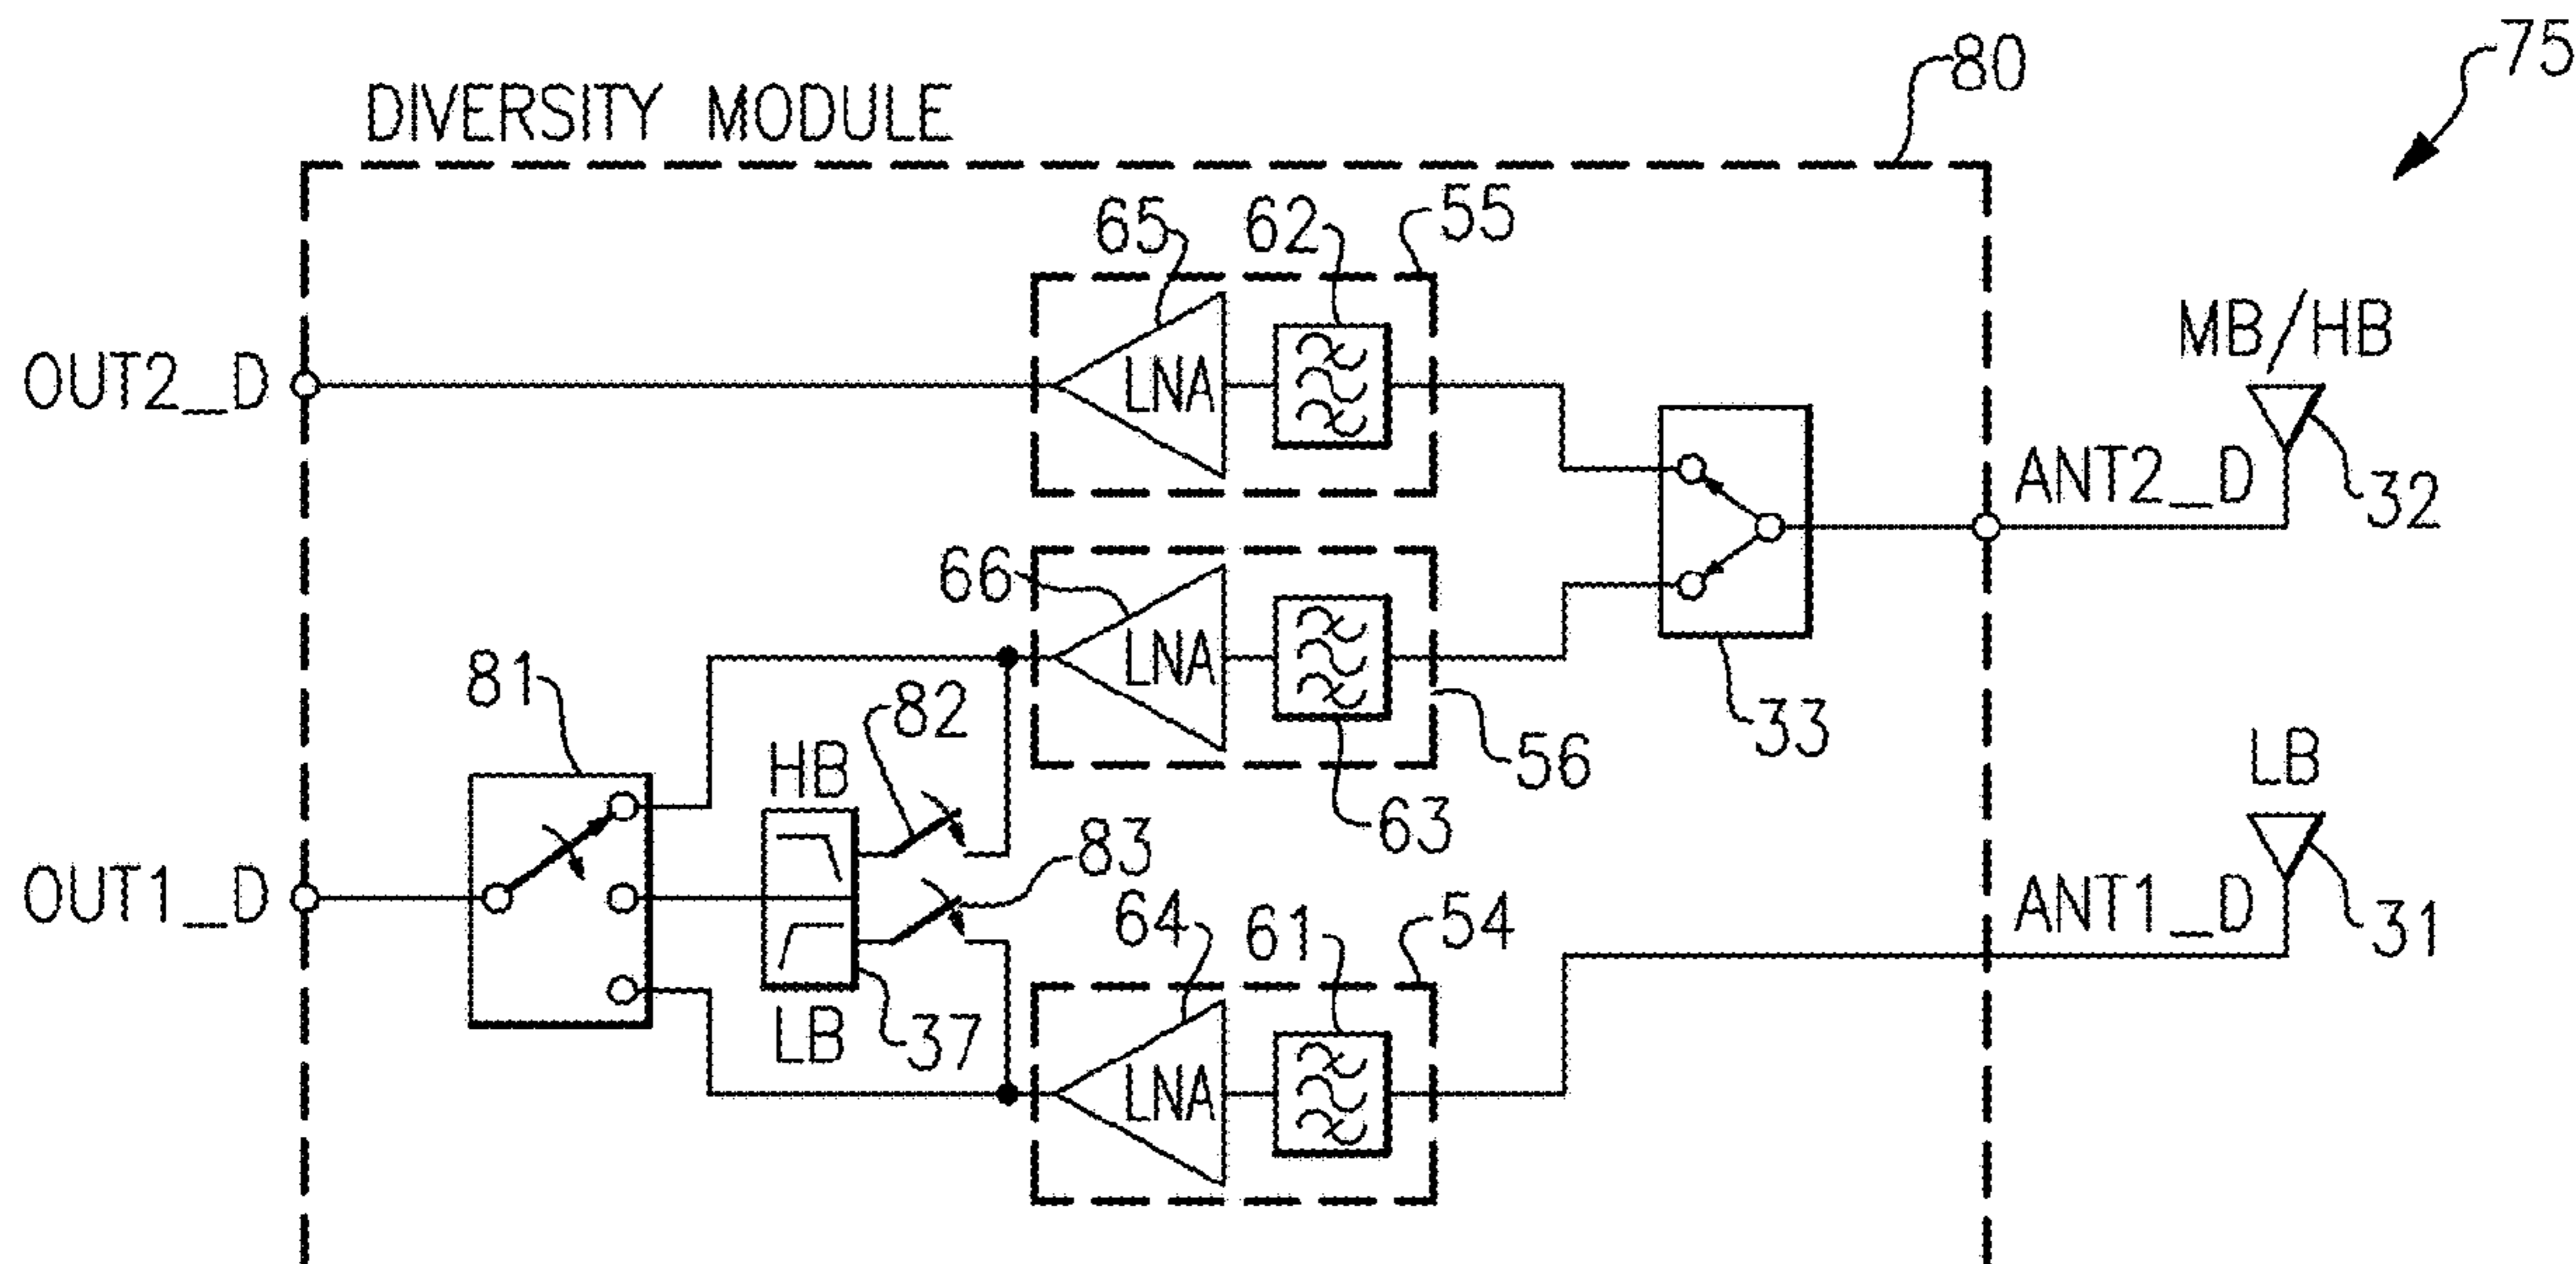 75
80
DIVERSITY MODULE
65
62
55
MB/HB
OUT2_D
LNA
ANT2_D
32
66
LNA
33
56
63
81
82
HB
83
LB
OUT1_D
64
61
54
ANT1_D
31
LB
37
LNA